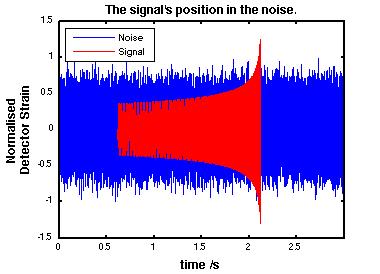 The signal's position in the noise.
1.5
Noise
Signal
1
0.5
0
-0.5
-1
-1.5
Normalised
Detector Strain
0 0.5 1 1.5 2 2.5
time /s